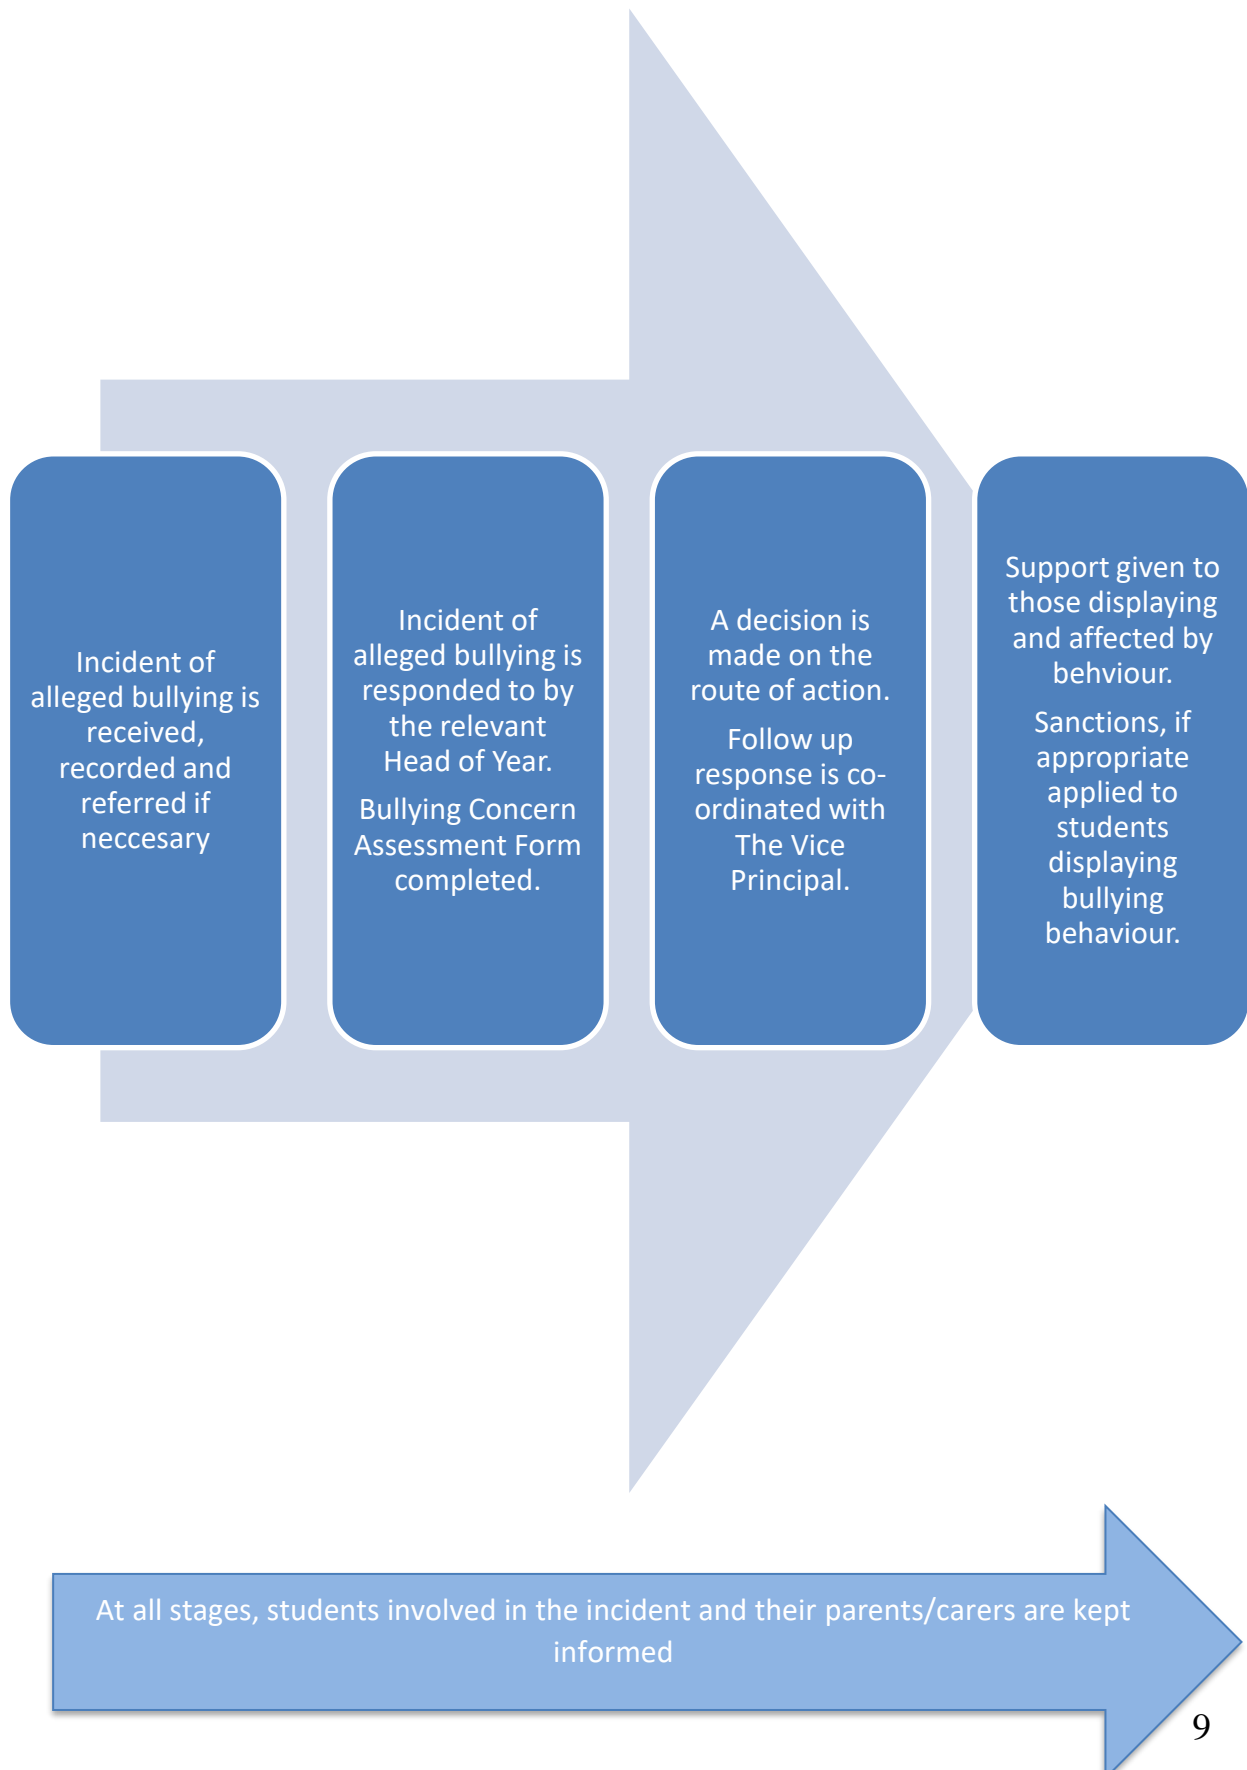 Incident of
alleged bullying is
received,
recorded and
referred if
neccesary
Incident of
alleged bullying is
responded to by
the relevant
Head of Year.
Bullying Concern
Assessment Form
completed.
A decision is
made on the
route of action.
Follow up
response is co-
ordinated with
The Vice
Principal.
Support given to
those displaying
and affected by
behviour.
Sanctions, if
appropriate
applied to
students
displaying
bullying
behaviour.
At all stages, students involved in the incident and their parents/carers are kept
informed
9